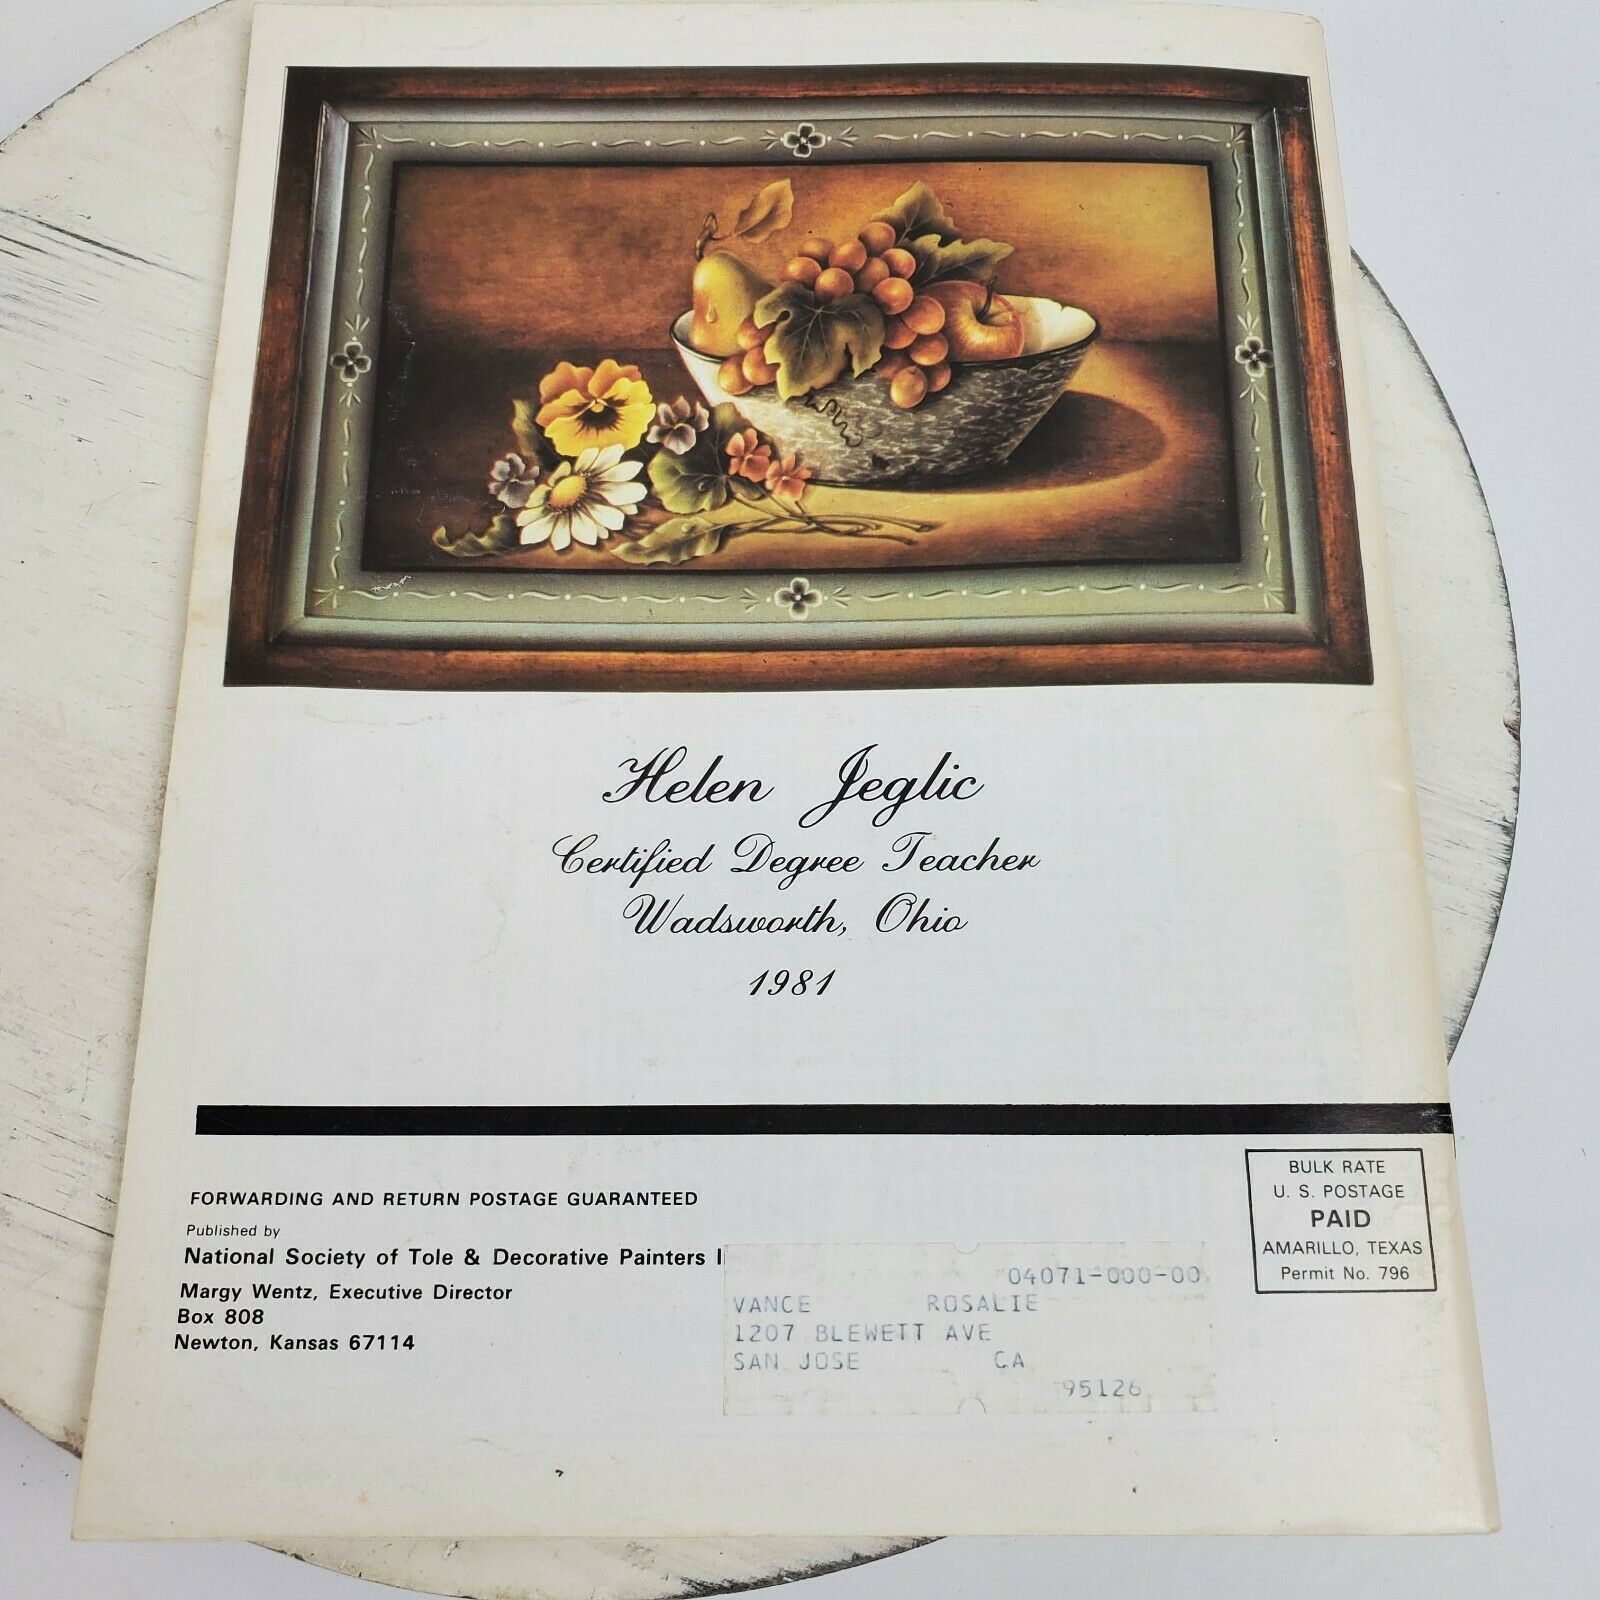 Helen Jeglic
Certified Degree Teacher
Wadsworth, Ohio
1981
FORWARDING AND RETURN POSTAGE GUARANTEED
Published by
National Society of Tole & Decorative Painters I
Margy Wentz, Executive Director
Box 808
Newton, Kansas 67114
04071-000-00
VANCE ROSALIE
1207 BLEWETT AVE
SAN JOSE CA
95126
BULK RATE
U. S. POSTAGE
PAID
AMARILLO, TEXAS
Permit No. 796